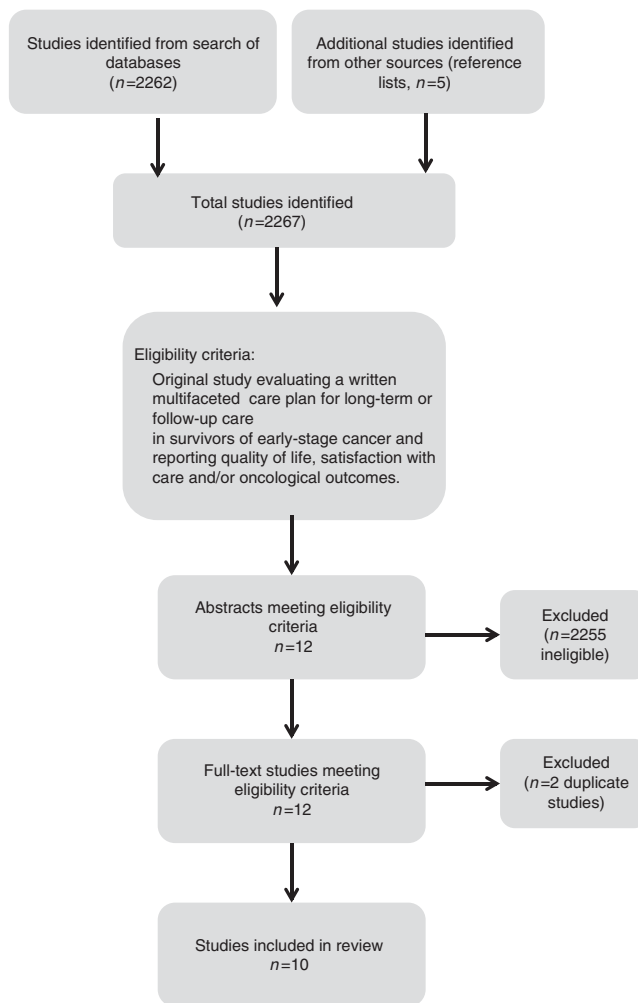 Studies identified from search of
databases
(n=2262)
Additional studies identified
from other sources (reference
lists, n=5)
Total studies identified
(n=2267)
Eligibility criteria:
Original study evaluating a written
multifaceted care plan for long-term or
follow-up care
in survivors of early-stage cancer and
reporting quality of life, satisfaction with
care and/or oncological outcomes.
Abstracts meeting eligibility
criteria
n=12
Excluded
(n=2255
ineligible)
Full-text studies meeting
eligibility criteria
n=12
Excluded
(n=2 duplicate
studies)
Studies included in review
n=10